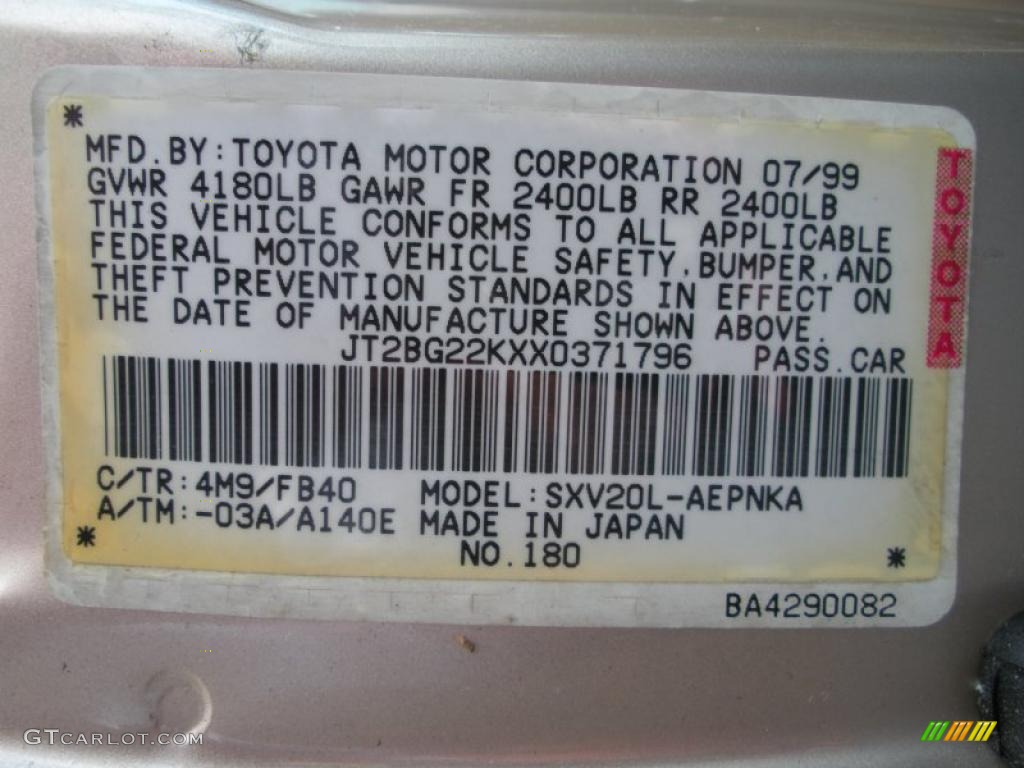 MFD.BY:TOYOTA MOTOR CORPORATION 07/99
GVWR 4180LB GAWR FR 2400LB RR 2400LB
THIS VEHICLE CONFORMS TO ALL APPLICABLE
FEDERAL MOTOR VEHICLE SAFETY,BUMPER,AND
THEFT PREVENTION STANDARDS IN EFFECT ON
THE DATE OF MANUFACTURE SHOWN ABOVE.
JT2BG22KXX0371796 PASS.CAR
TOYOTA
C/TR:4M9/FB40 MODEL:SXV20L-AEPNKA
A/TM:-03A/A140E MADE IN JAPAN
NO.180
BA4290082
GTCARLOT.COM